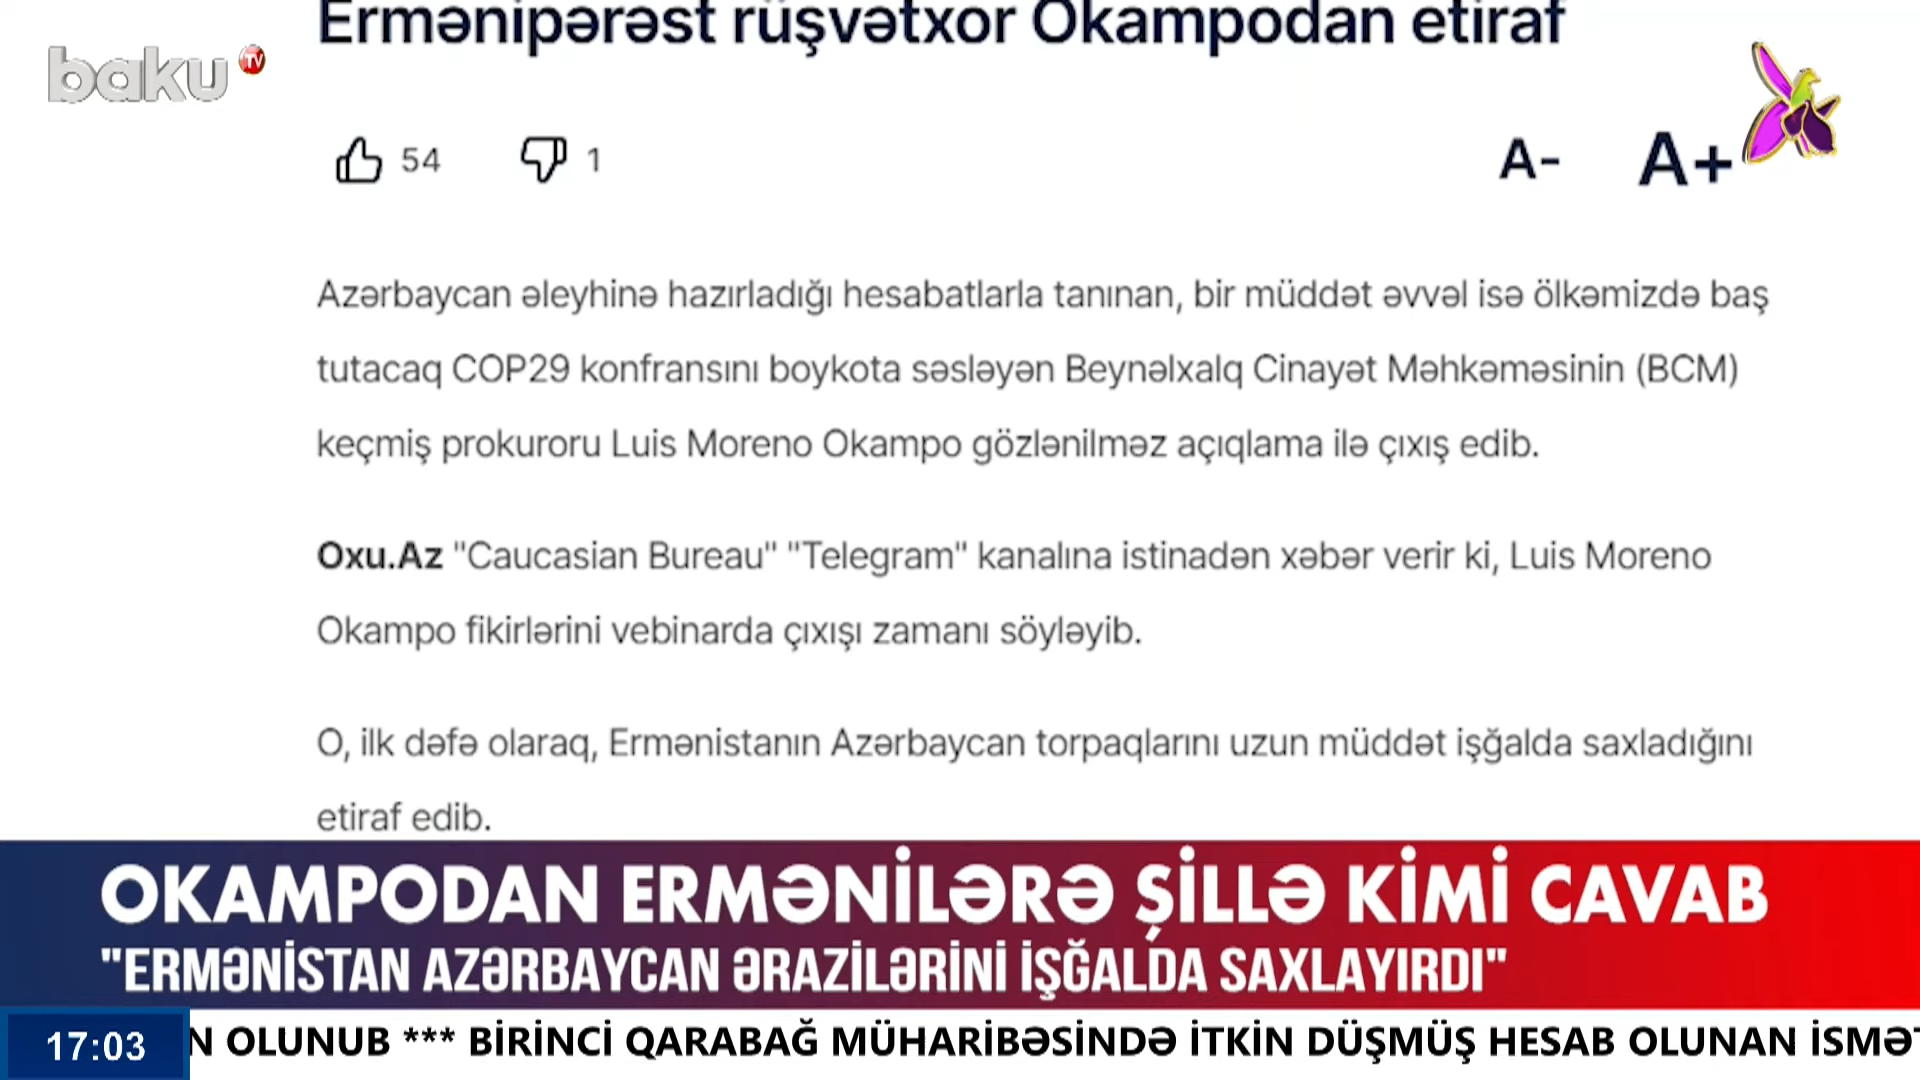 Ermənipərəst rüşvətxor Okampodan etiraf
baku TV
54 1 A- A+
Azərbaycan əleyhinə hazırladığı hesabatlarla tanınan, bir müddət əvvəl isə ölkəmizdə baş
tutacaq COP29 konfransını boykota səsləyən Beynəlxalq Cinayət Məhkəməsinin (BCM)
keçmiş prokuroru Luis Moreno Okampo gözlənilməz açıqlama ilə çıxış edib.
Oxu.Az "Caucasian Bureau" "Telegram" kanalına istinadən xəbər verir ki, Luis Moreno
Okampo fikirlərini vebinarda çıxışı zamanı söyləyib.
O, ilk dəfə olaraq, Ermənistanın Azərbaycan torpaqlarını uzun müddət işğalda saxladığını
etiraf edib.
OKAMPODAN ERMƏNİLƏRƏ ŞİLLƏ KİMİ CAVAB
"ERMƏNİSTAN AZƏRBAYCAN ƏRAZİLƏRİNİ İŞĞALDA SAXLAYIRDI"
17:03 N OLUNUB *** BİRİNCİ QARABAĞ MÜHARİBƏSİNDƏ İTKİN DÜŞMÜŞ HESAB OLUNAN İSMƏT